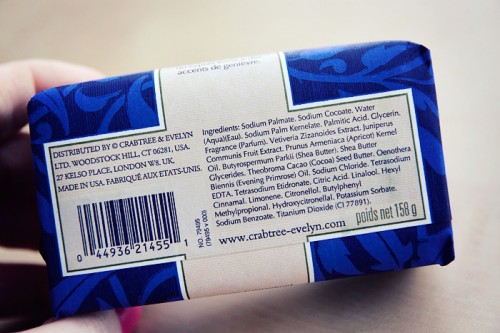 accents de genièvre
DISTRIBUTED BY © CRABTREE & EVELYN
LTD. WOODSTOCK HILL, CT 06281, USA.
27 KELSO PLACE, LONDON W8. UK.
MADE IN USA. FABRIQUÉ AUX ETATS-UNIS.
0 44936 21455 1
NO. 79495
(79495 • 000)
Ingredients: Sodium Palmate, Sodium Cocoate, Water
(Aqua)(Eau), Sodium Palm Kernelate, Palmitic Acid, Glycerin,
Fragrance (Parfum), Vetiveria Zizanoides Extract, Juniperus
Communis Fruit Extract, Prunus Armeniaca (Apricot) Kernel
Oil, Butyrospermum Parkii (Shea Butter), Shea Butter
Glycerides, Theobroma Cacao (Cocoa) Seed Butter, Oenothera
Biennis (Evening Primrose) Oil, Sodium Chloride, Tetrasodium
EDTA, Tetrasodium Etidronate, Citric Acid, Linalool, Hexyl
Cinnamal, Limonene, Citronellol, Butylphenyl
Methylpropional, Hydroxycitronellal, Potassium Sorbate,
Sodium Benzoate, Titanium Dioxide (CI 77891).
www.crabtree-evelyn.com
poids net 158 g